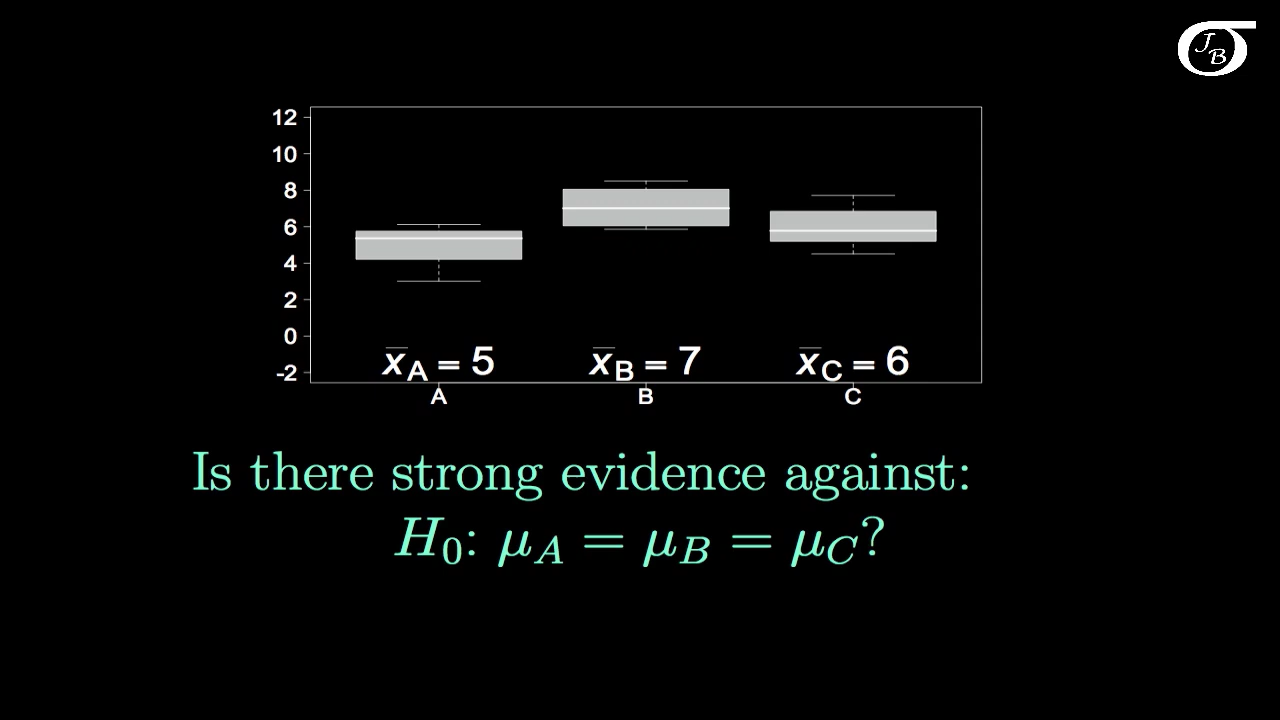 JB
12
10
8
6
4
2
0
-2
x̅A = 5 x̅B = 7 x̅C = 6
A B C
Is there strong evidence against:
H₀: μA = μB = μC?